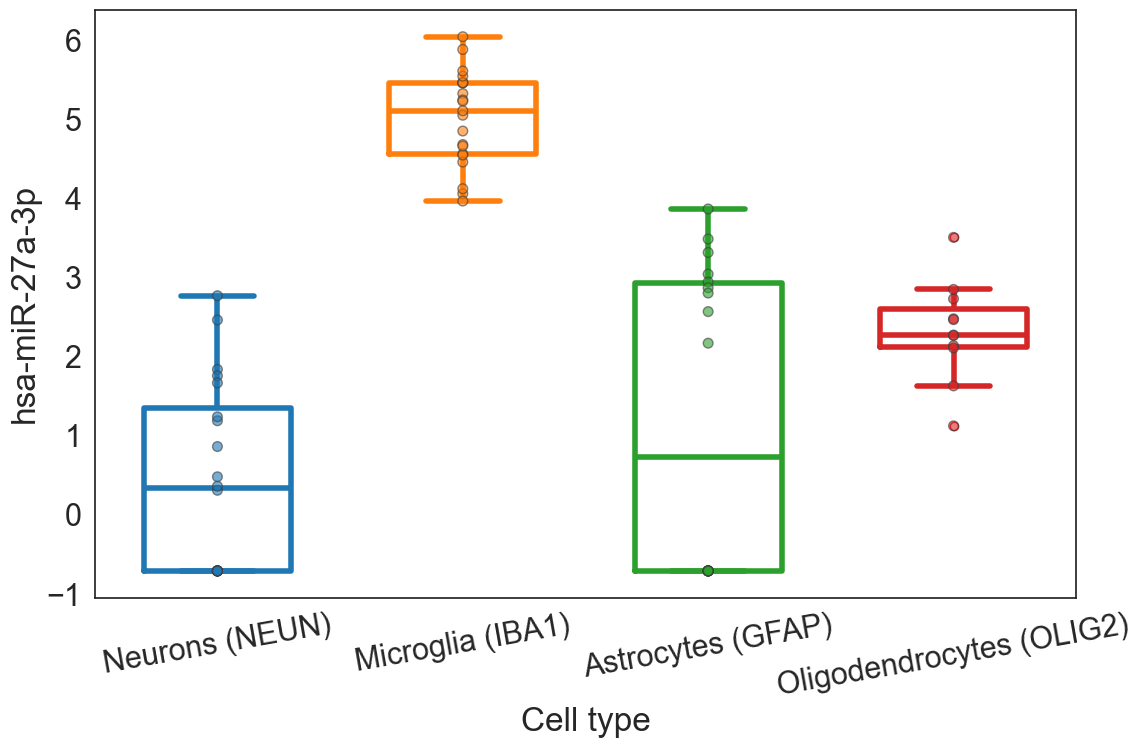 hsa-miR-27a-3p
6
5
4
3
2
1
0
−1
Neurons (NEUN)
Microglia (IBA1)
Astrocytes (GFAP)
Oligodendrocytes (OLIG2)
Cell type